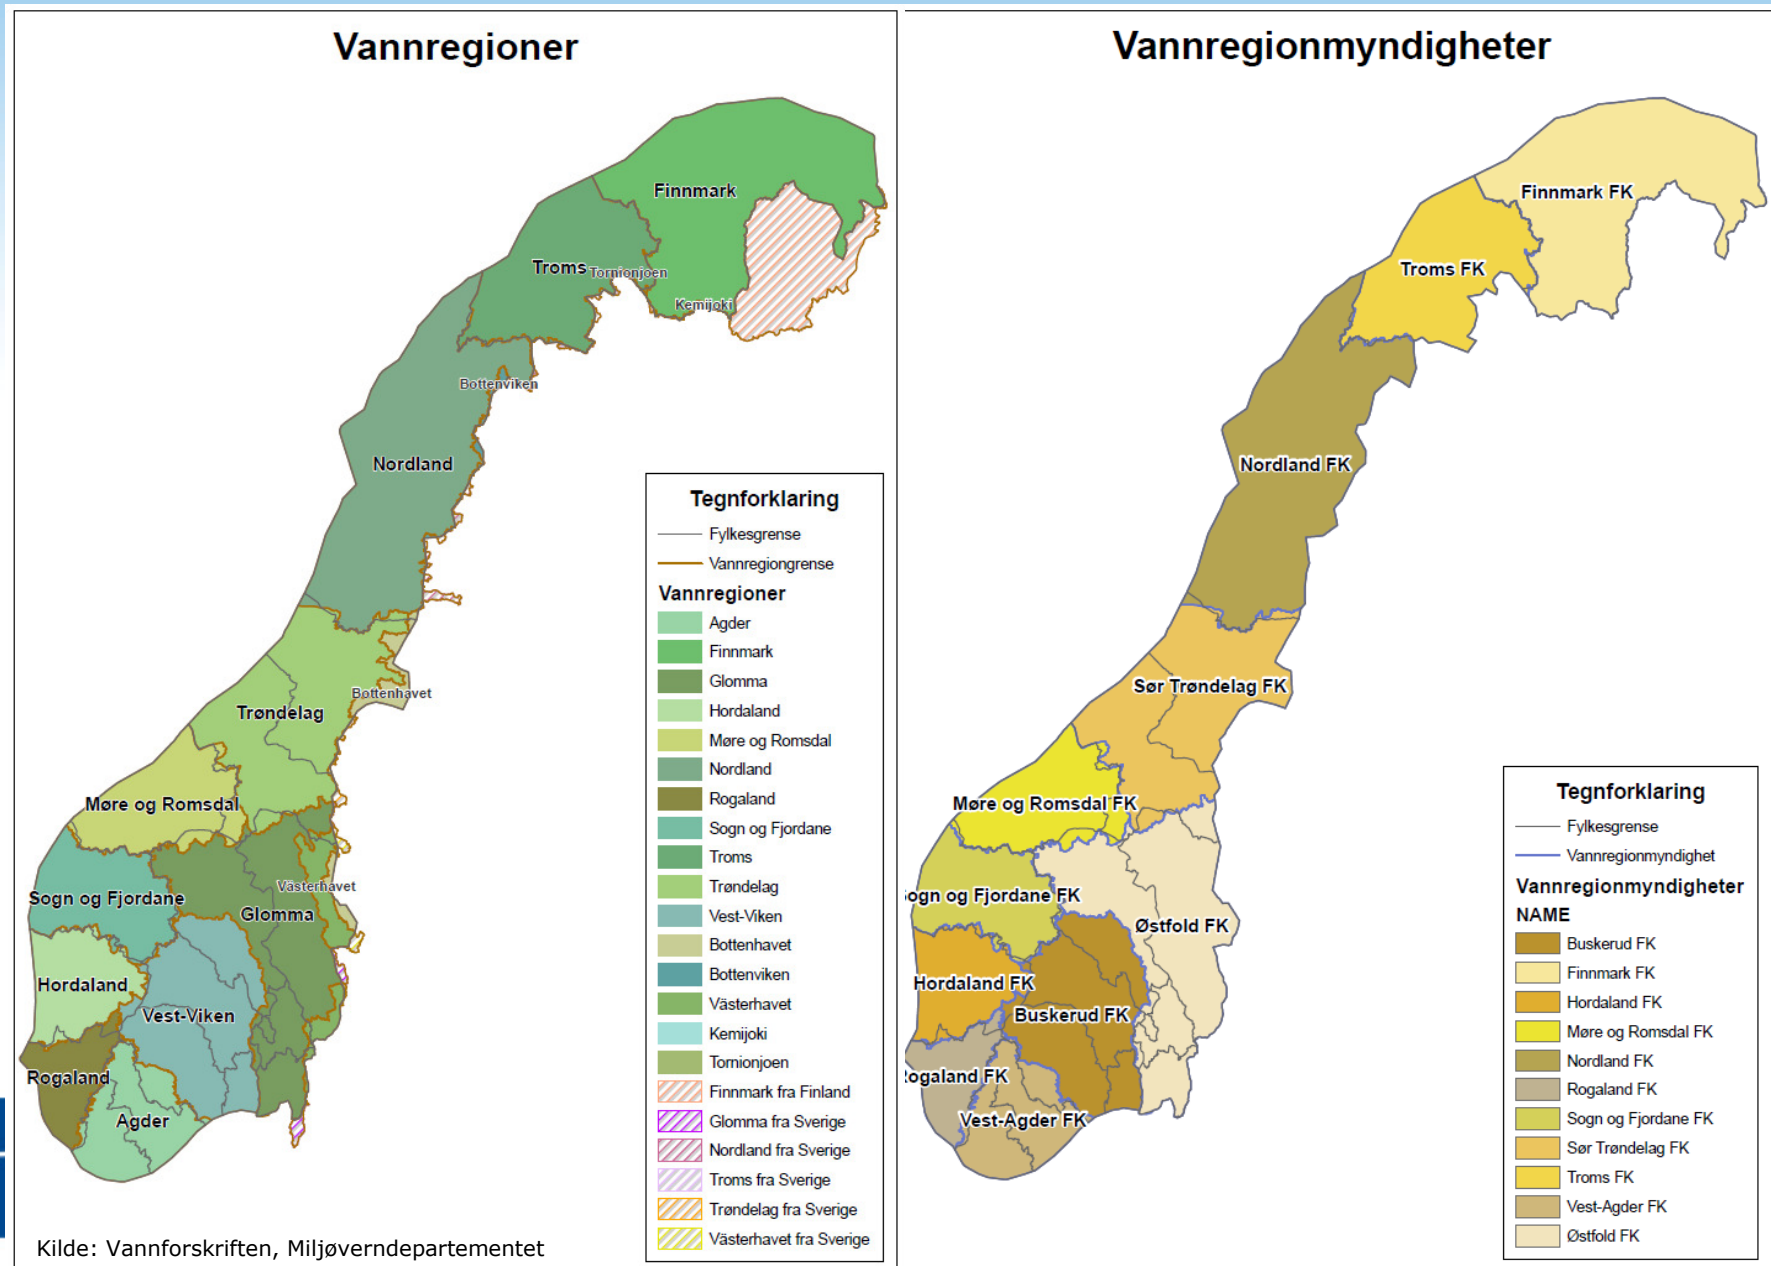 Vannregioner
Finnmark
Troms
Tornionjoen
Kemijoki
Bottenviken
Nordland
Bottenhavet
Trøndelag
Møre og Romsdal
Västerhavet
Sogn og Fjordane
Glomma
Hordaland
Vest-Viken
Rogaland
Agder
Tegnforklaring
Fylkesgrense
Vannregiongrense
Vannregioner
Agder
Finnmark
Glomma
Hordaland
Møre og Romsdal
Nordland
Rogaland
Sogn og Fjordane
Troms
Trøndelag
Vest-Viken
Bottenhavet
Bottenviken
Västerhavet
Kemijoki
Tornionjoen
Finnmark fra Finland
Glomma fra Sverige
Nordland fra Sverige
Troms fra Sverige
Trøndelag fra Sverige
Västerhavet fra Sverige
Kilde: Vannforskriften, Miljøverndepartementet
Vannregionmyndigheter
Finnmark FK
Troms FK
Nordland FK
Sør Trøndelag FK
Møre og Romsdal FK
Sogn og Fjordane FK
Østfold FK
Hordaland FK
Buskerud FK
Rogaland FK
Vest-Agder FK
Tegnforklaring
Fylkesgrense
Vannregionmyndighet
Vannregionmyndigheter
NAME
Buskerud FK
Finnmark FK
Hordaland FK
Møre og Romsdal FK
Nordland FK
Rogaland FK
Sogn og Fjordane FK
Sør Trøndelag FK
Troms FK
Vest-Agder FK
Østfold FK